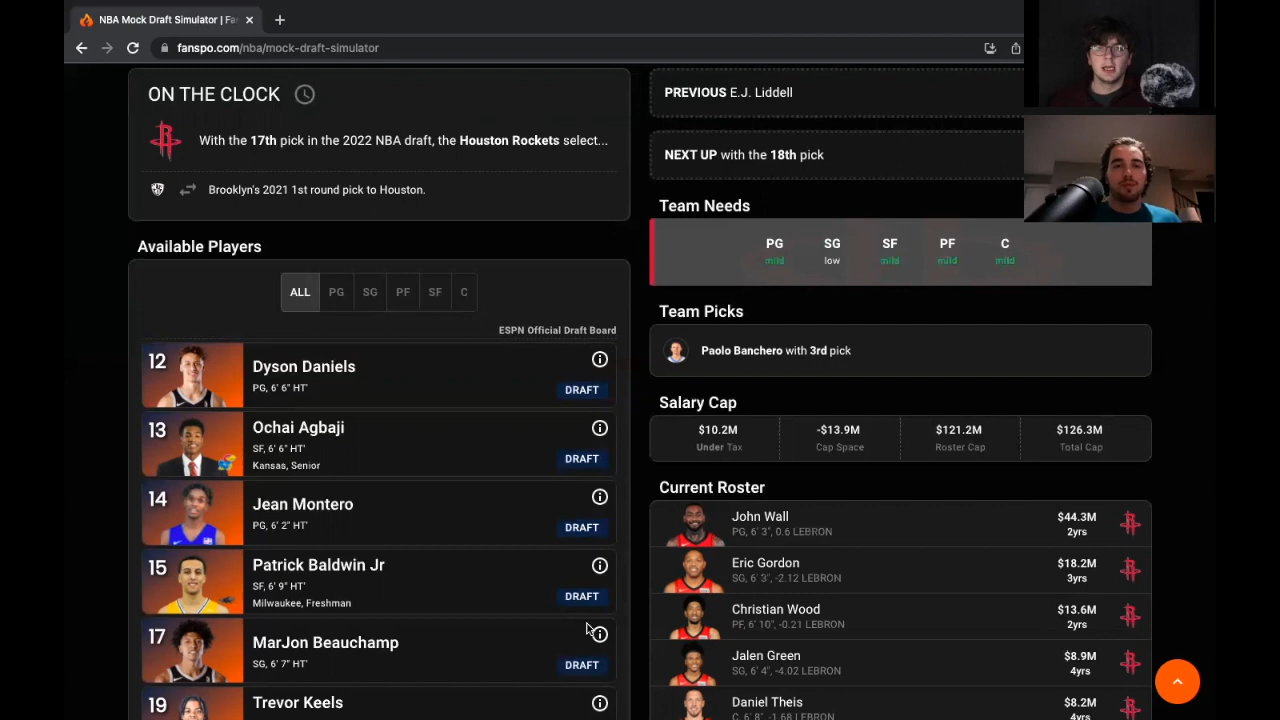 NBA Mock Draft Simulator | Fa
fanspo.com/nba/mock-draft-simulator
ON THE CLOCK
With the 17th pick in the 2022 NBA draft, the Houston Rockets select...
Brooklyn's 2021 1st round pick to Houston.
Available Players
ALL PG SG PF SF C
ESPN Official Draft Board
12 Dyson Daniels
PG, 6' 6" HT'
DRAFT
13 Ochai Agbaji
SF, 6' 6" HT'
Kansas, Senior
DRAFT
14 Jean Montero
PG, 6' 2" HT'
DRAFT
15 Patrick Baldwin Jr
SF, 6' 9" HT'
Milwaukee, Freshman
DRAFT
17 MarJon Beauchamp
SG, 6' 7" HT'
DRAFT
19 Trevor Keels
PREVIOUS E.J. Liddell
NEXT UP with the 18th pick
Team Needs
PG SG SF PF C
mild low mild mild mild
Team Picks
Paolo Banchero with 3rd pick
Salary Cap
$10.2M -$13.9M $121.2M $126.3M
Under Tax Cap Space Roster Cap Total Cap
Current Roster
John Wall $44.3M
PG, 6' 3", 0.6 LEBRON 2yrs
Eric Gordon $18.2M
SG, 6' 3", -2.12 LEBRON 3yrs
Christian Wood $13.6M
PF, 6' 10", -0.21 LEBRON 2yrs
Jalen Green $8.9M
SG, 6' 4", -4.02 LEBRON 4yrs
Daniel Theis $8.2M
C, 6' 8", -1.68 LEBRON 4yrs